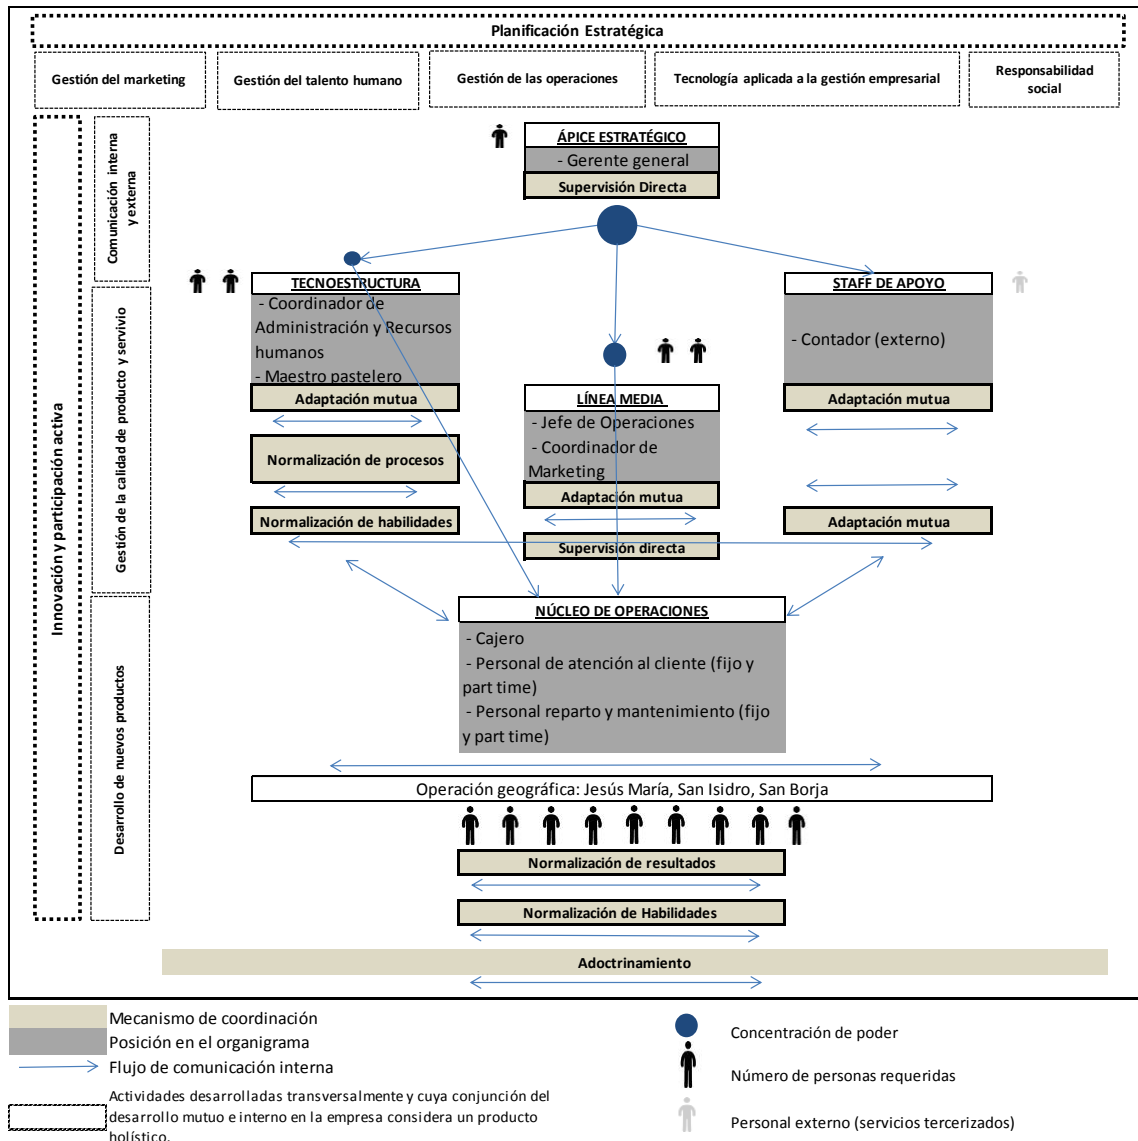 Planificación Estratégica
Gestión del marketing
Gestión del talento humano
Gestión de las operaciones
Tecnología aplicada a la gestión empresarial
Responsabilidad
social
Innovación y participación activa
Comunicación interna
y externa
Gestión de la calidad de producto y servivio
Desarrollo de nuevos productos
ÁPICE ESTRATÉGICO
- Gerente general
Supervisión Directa
TECNOESTRUCTURA
- Coordinador de
Administración y Recursos
humanos
- Maestro pastelero
Adaptación mutua
Normalización de procesos
Normalización de habilidades
LÍNEA MEDIA
- Jefe de Operaciones
- Coordinador de
Marketing
Adaptación mutua
Supervisión directa
STAFF DE APOYO
- Contador (externo)
Adaptación mutua
Adaptación mutua
NÚCLEO DE OPERACIONES
- Cajero
- Personal de atención al cliente (fijo y
part time)
- Personal reparto y mantenimiento (fijo
y part time)
Operación geográfica: Jesús María, San Isidro, San Borja
Normalización de resultados
Normalización de Habilidades
Adoctrinamiento
Mecanismo de coordinación
Posición en el organigrama
Flujo de comunicación interna
Actividades desarrolladas transversalmente y cuya conjunción del
desarrollo mutuo e interno en la empresa considera un producto
holístico.
Concentración de poder
Número de personas requeridas
Personal externo (servicios tercerizados)